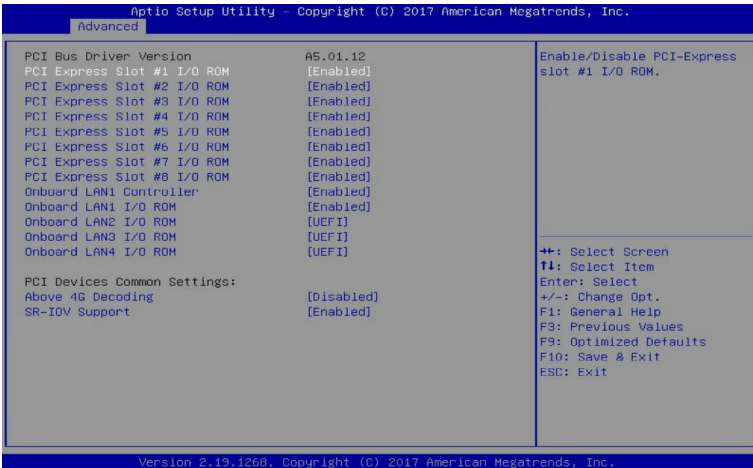 Aptio Setup Utility - Copyright (C) 2017 American Megatrends, Inc.
Advanced
PCI Bus Driver Version A5.01.12
PCI Express Slot #1 I/O ROM [Enabled]
PCI Express Slot #2 I/O ROM [Enabled]
PCI Express Slot #3 I/O ROM [Enabled]
PCI Express Slot #4 I/O ROM [Enabled]
PCI Express Slot #5 I/O ROM [Enabled]
PCI Express Slot #6 I/O ROM [Enabled]
PCI Express Slot #7 I/O ROM [Enabled]
PCI Express Slot #8 I/O ROM [Enabled]
Onboard LAN1 Controller [Enabled]
Onboard LAN1 I/O ROM [Enabled]
Onboard LAN2 I/O ROM [UEFI]
Onboard LAN3 I/O ROM [UEFI]
Onboard LAN4 I/O ROM [UEFI]
PCI Devices Common Settings:
Above 4G Decoding [Disabled]
SR-IOV Support [Enabled]
Enable/Disable PCI-Express
slot #1 I/O ROM.
→←: Select Screen
↑↓: Select Item
Enter: Select
+/-: Change Opt.
F1: General Help
F3: Previous Values
F9: Optimized Defaults
F10: Save & Exit
ESC: Exit
Version 2.19.1268. Copyright (C) 2017 American Megatrends, Inc.